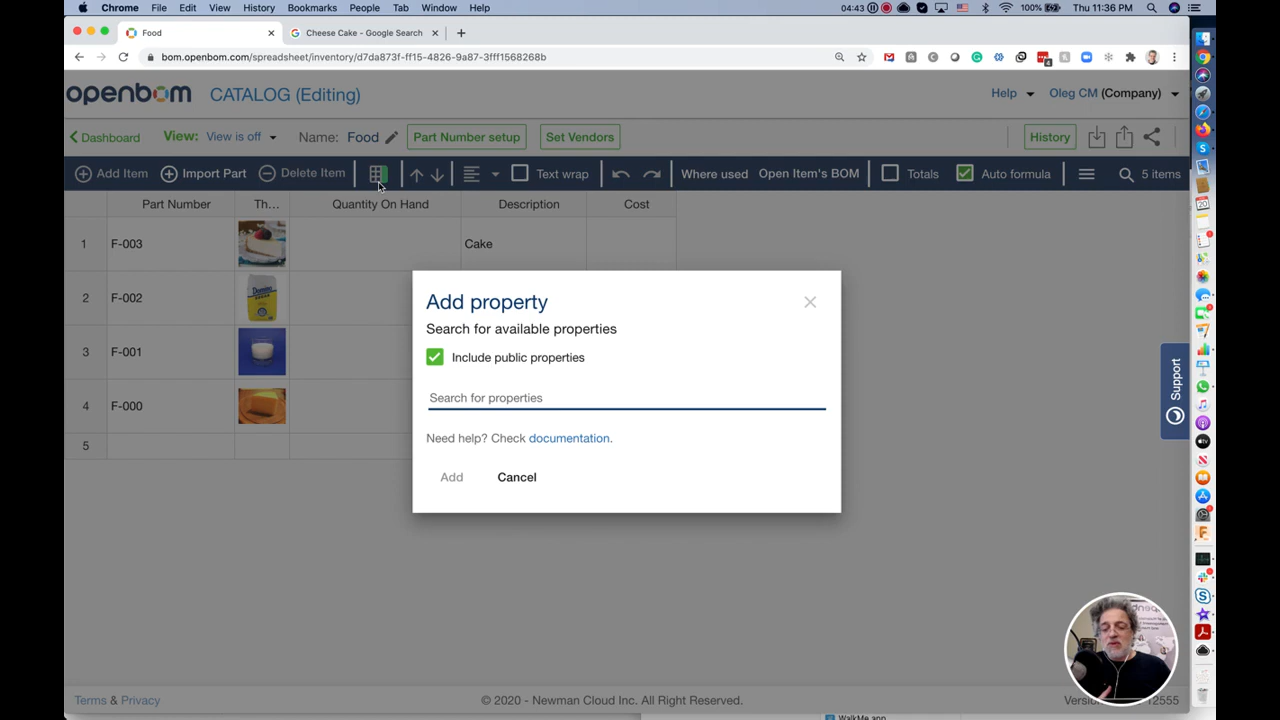 Chrome File Edit View History Bookmarks People Tab Window Help 04:43 100% Thu 11:36 PM
Food Cheese Cake - Google Search
bom.openbom.com/spreadsheet/inventory/d7da873f-ff15-4826-9a87-3fff1568268b
openbom CATALOG (Editing) Help Oleg CM (Company)
Dashboard View: View is off Name: Food Part Number setup Set Vendors History
Add Item Import Part Delete Item Text wrap Where used Open Item's BOM Totals Auto formula 5 items
Part Number Th... Quantity On Hand Description Cost
1 F-003 Cake
2 F-002
3 F-001
4 F-000
5
Add property
Search for available properties
Include public properties
Search for properties
Need help? Check documentation.
Add Cancel
Support
Terms & Privacy © 2020 - Newman Cloud Inc. All Right Reserved. 12555
WalkMe app